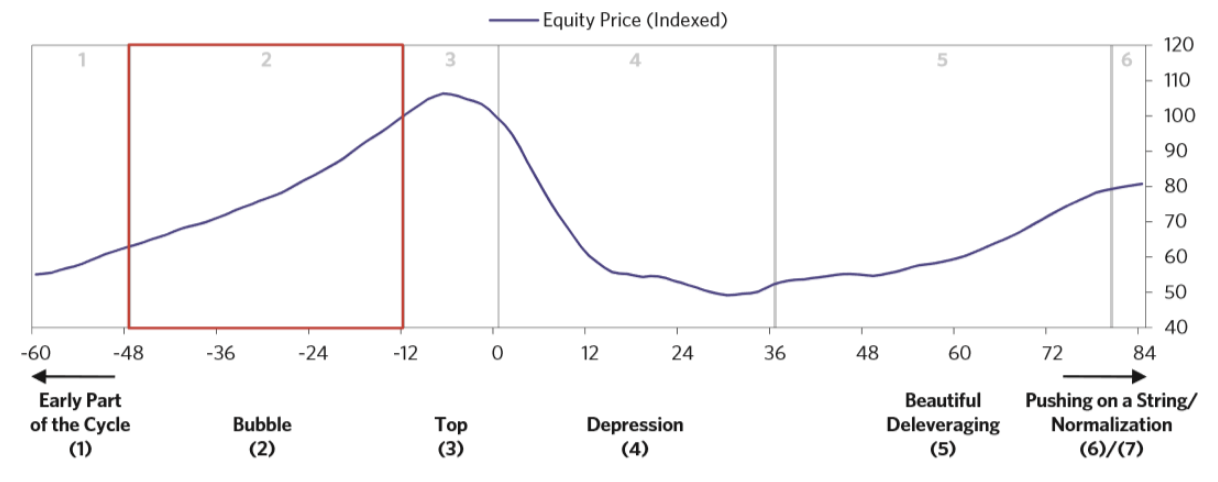 Equity Price (Indexed)
1 2 3 4 5 6
120
110
100
90
80
70
60
50
40
-60 -48 -36 -24 -12 0 12 24 36 48 60 72 84
Early Part
of the Cycle
(1)
Bubble
(2)
Top
(3)
Depression
(4)
Beautiful
Deleveraging
(5)
Pushing on a String/
Normalization
(6)/(7)